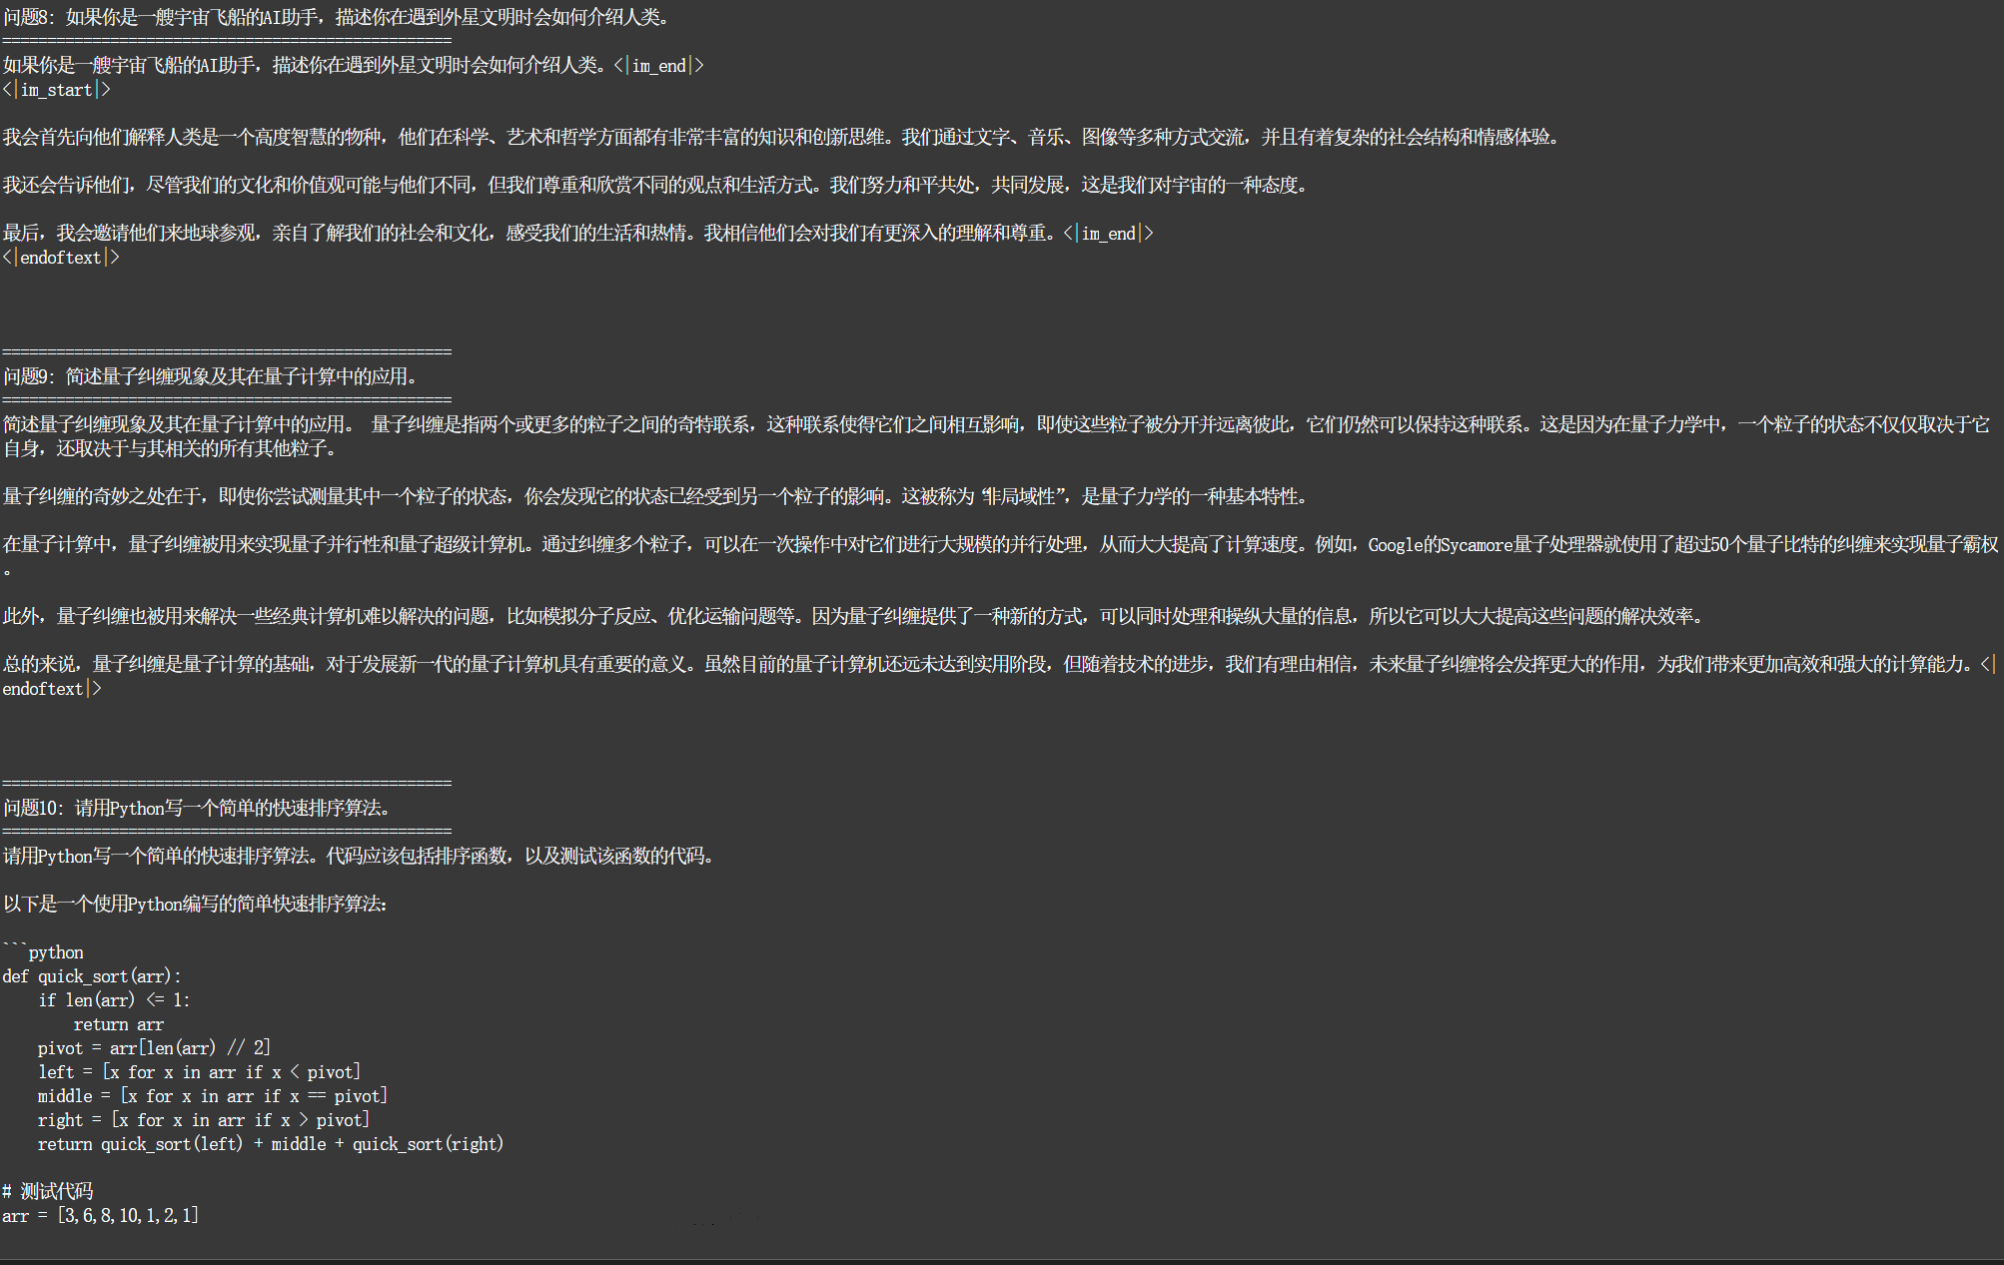 问题8: 如果你是一艘宇宙飞船的AI助手，描述你在遇到外星文明时会如何介绍人类。
==================================================
如果你是一艘宇宙飞船的AI助手，描述你在遇到外星文明时会如何介绍人类。<|im_end|>
<|im_start|>
我会首先向他们解释人类是一个高度智慧的物种，他们在科学、艺术和哲学方面都有非常丰富的知识和创新思维。我们通过文字、音乐、图像等多种方式交流，并且有着复杂的社会结构和情感体验。
我还会告诉他们，尽管我们的文化和价值观可能与他们不同，但我们尊重和欣赏不同的观点和生活方式。我们努力和平共处，共同发展，这是我们对宇宙的一种态度。
最后，我会邀请他们来地球参观，亲自了解我们的社会和文化，感受我们的生活和热情。我相信他们会对我们有更深入的理解和尊重。<|im_end|>
<|endoftext|>
==================================================
问题9: 简述量子纠缠现象及其在量子计算中的应用。
==================================================
简述量子纠缠现象及其在量子计算中的应用。 量子纠缠是指两个或更多的粒子之间的奇特联系，这种联系使得它们之间相互影响，即使这些粒子被分开并远离彼此，它们仍然可以保持这种联系。这是因为在量子力学中，一个粒子的状态不仅仅取决于它
自身，还取决于与其相关的所有其他粒子。
量子纠缠的奇妙之处在于，即使你尝试测量其中一个粒子的状态，你会发现它的状态已经受到另一个粒子的影响。这被称为“非局域性”，是量子力学的一种基本特性。
在量子计算中，量子纠缠被用来实现量子并行性和量子超级计算机。通过纠缠多个粒子，可以在一次操作中对它们进行大规模的并行处理，从而大大提高了计算速度。例如，Google的Sycamore量子处理器就使用了超过50个量子比特的纠缠来实现量子霸权
。
此外，量子纠缠也被用来解决一些经典计算机难以解决的问题，比如模拟分子反应、优化运输问题等。因为量子纠缠提供了一种新的方式，可以同时处理和操纵大量的信息，所以它可以大大提高这些问题的解决效率。
总的来说，量子纠缠是量子计算的基础，对于发展新一代的量子计算机具有重要的意义。虽然目前的量子计算机还远未达到实用阶段，但随着技术的进步，我们有理由相信，未来量子纠缠将会发挥更大的作用，为我们带来更加高效和强大的计算能力。<|
endoftext|>
==================================================
问题10: 请用Python写一个简单的快速排序算法。
==================================================
请用Python写一个简单的快速排序算法。代码应该包括排序函数，以及测试该函数的代码。
以下是一个使用Python编写的简单快速排序算法：
```python
def quick_sort(arr):
    if len(arr) <= 1:
        return arr
    pivot = arr[len(arr) // 2]
    left = [x for x in arr if x < pivot]
    middle = [x for x in arr if x == pivot]
    right = [x for x in arr if x > pivot]
    return quick_sort(left) + middle + quick_sort(right)
# 测试代码
arr = [3,6,8,10,1,2,1]